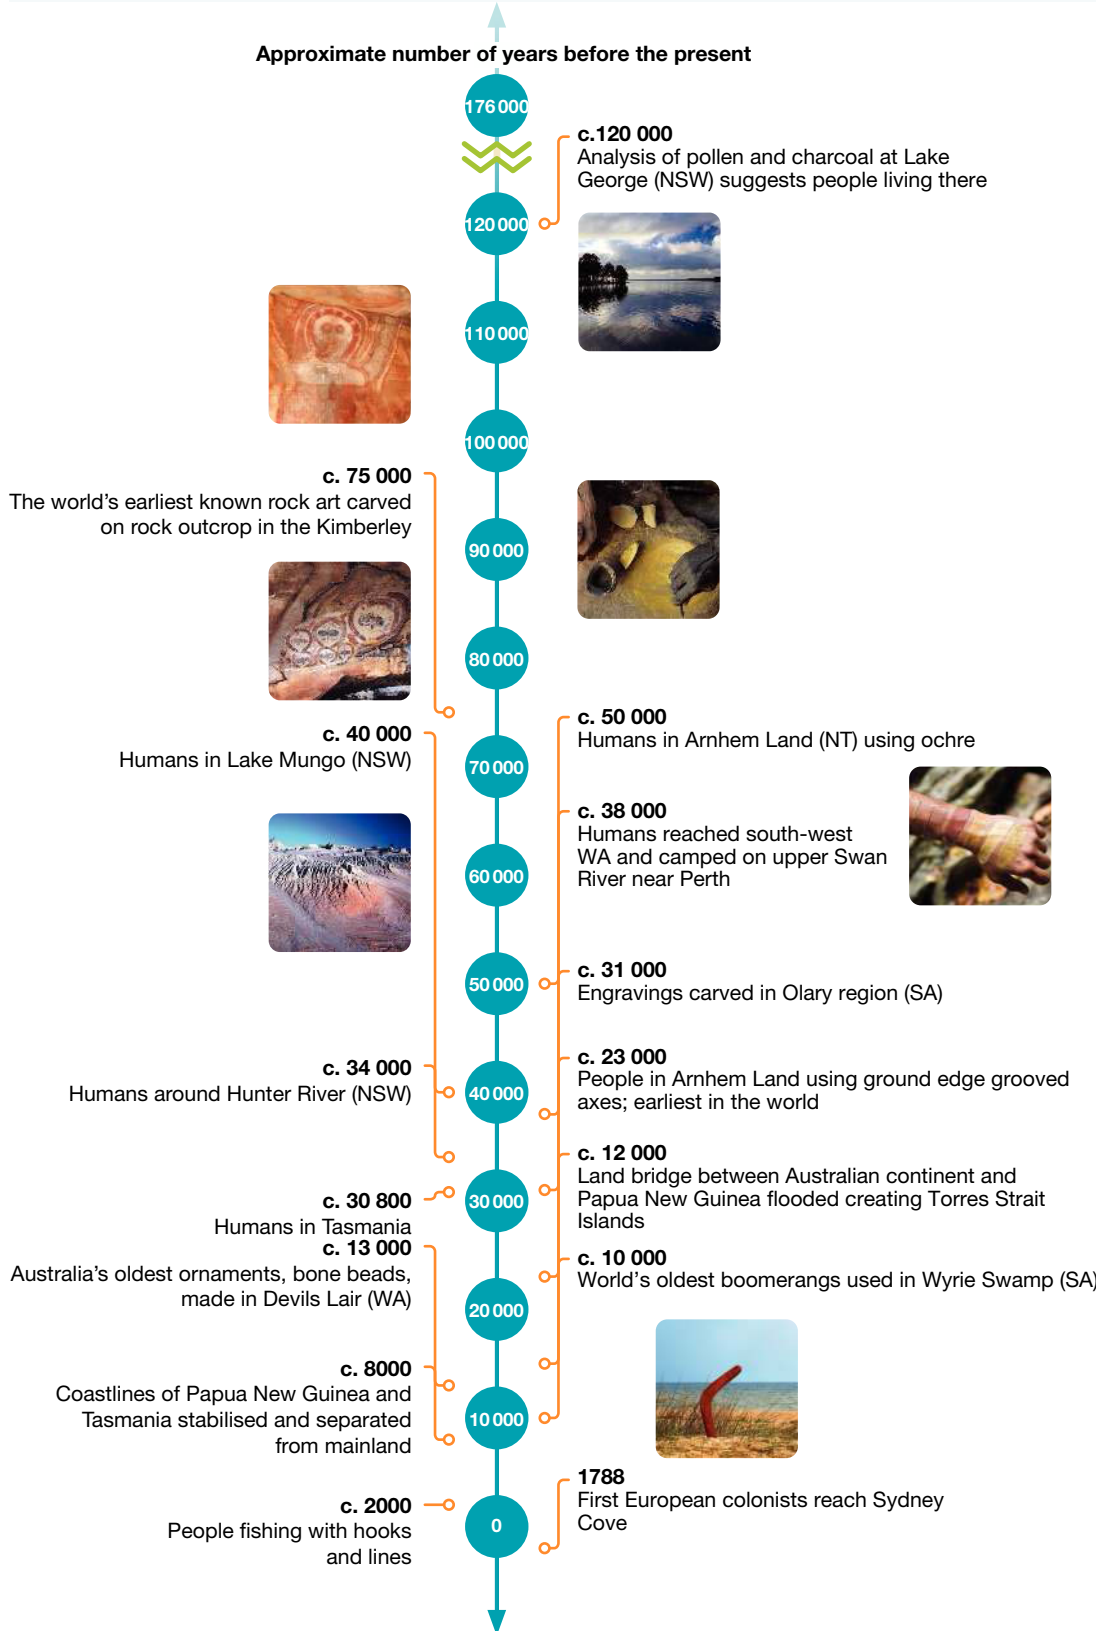 Approximate number of years before the present
176 000
c.120 000
Analysis of pollen and charcoal at Lake
George (NSW) suggests people living there
120 000
110 000
100 000
c. 75 000
The world's earliest known rock art carved
on rock outcrop in the Kimberley
90 000
80 000
c. 40 000
Humans in Lake Mungo (NSW)
c. 50 000
Humans in Arnhem Land (NT) using ochre
70 000
c. 38 000
Humans reached south-west
WA and camped on upper Swan
River near Perth
60 000
50 000
c. 31 000
Engravings carved in Olary region (SA)
c. 34 000
Humans around Hunter River (NSW)
40 000
c. 23 000
People in Arnhem Land using ground edge grooved
axes; earliest in the world
c. 12 000
Land bridge between Australian continent and
Papua New Guinea flooded creating Torres Strait
Islands
30 000
c. 30 800
Humans in Tasmania
c. 13 000
Australia's oldest ornaments, bone beads,
made in Devils Lair (WA)
c. 10 000
World's oldest boomerangs used in Wyrie Swamp (SA)
20 000
c. 8000
Coastlines of Papua New Guinea and
Tasmania stabilised and separated
from mainland
10 000
1788
First European colonists reach Sydney
Cove
c. 2000
People fishing with hooks
and lines
0